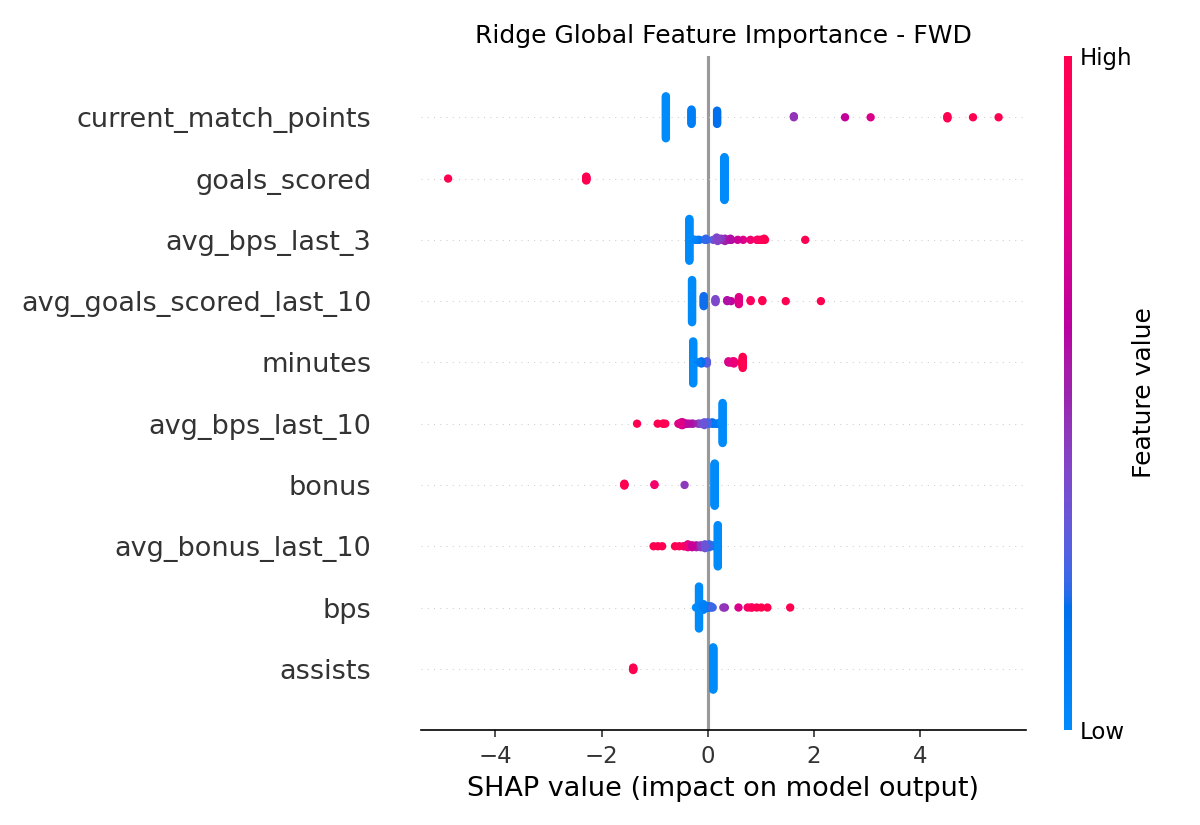 Ridge Global Feature Importance - FWD
High
current_match_points
goals_scored
avg_bps_last_3
avg_goals_scored_last_10
minutes
avg_bps_last_10
bonus
avg_bonus_last_10
bps
assists
Feature value
Low
−4 −2 0 2 4
SHAP value (impact on model output)